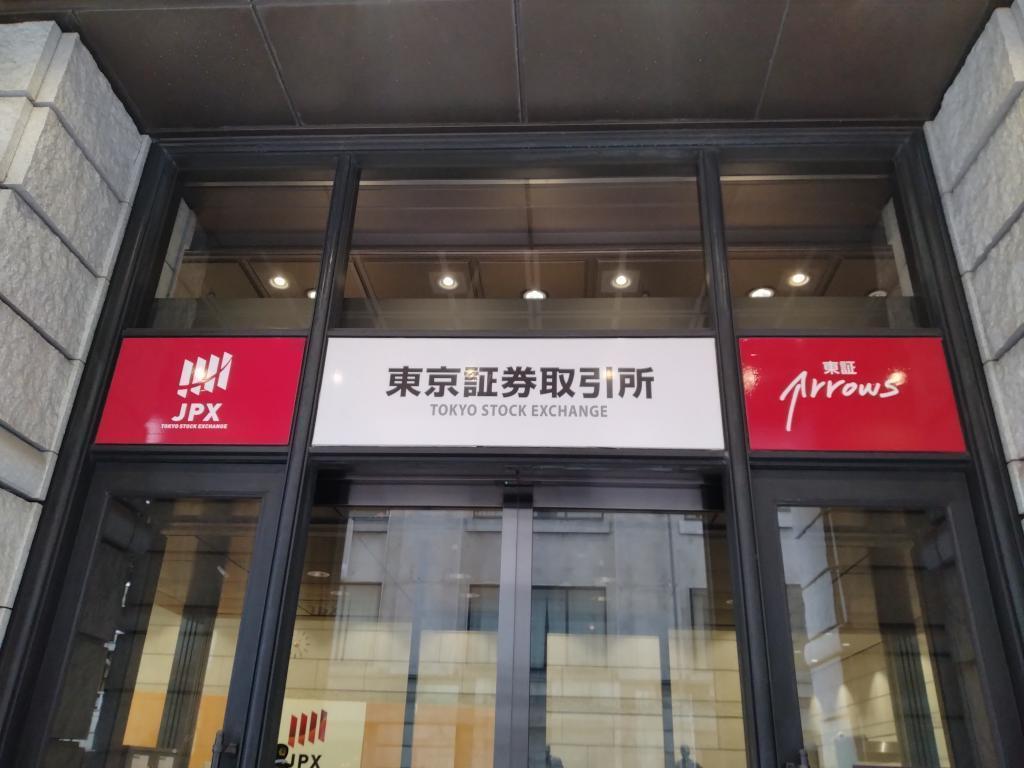 JPX
TOKYO STOCK EXCHANGE
東京証券取引所
TOKYO STOCK EXCHANGE
東証
Arrows
JPX